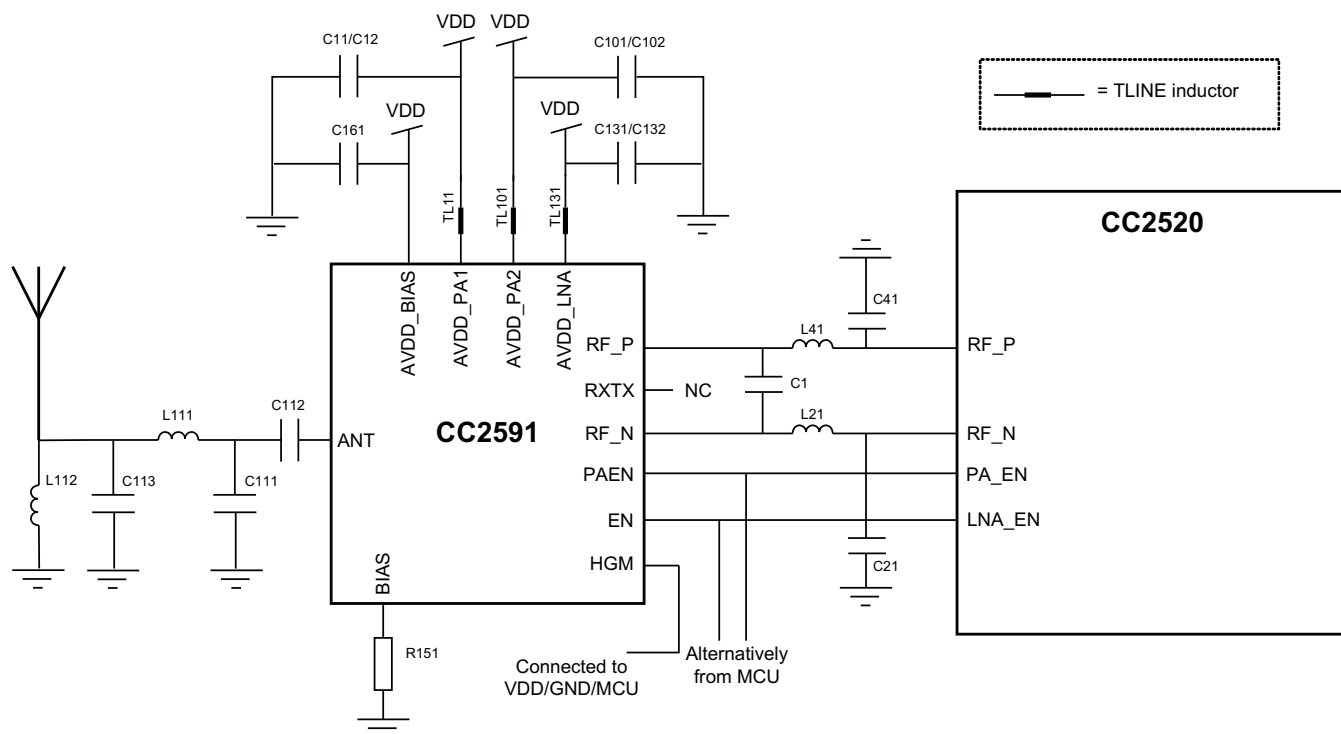 VDD
VDD
C11/C12
C101/C102
= TLINE inductor
VDD
VDD
C161
C131/C132
TL11
TL101
TL131
CC2520
AVDD_BIAS
AVDD_PA1
AVDD_PA2
AVDD_LNA
C41
L41
RF_P
RF_P
RXTX
NC
C1
C112
L111
L21
ANT
CC2591
RF_N
RF_N
L112
C113
C111
PAEN
PA_EN
EN
LNA_EN
HGM
C21
BIAS
R151
Connected to
VDD/GND/MCU
Alternatively
from MCU